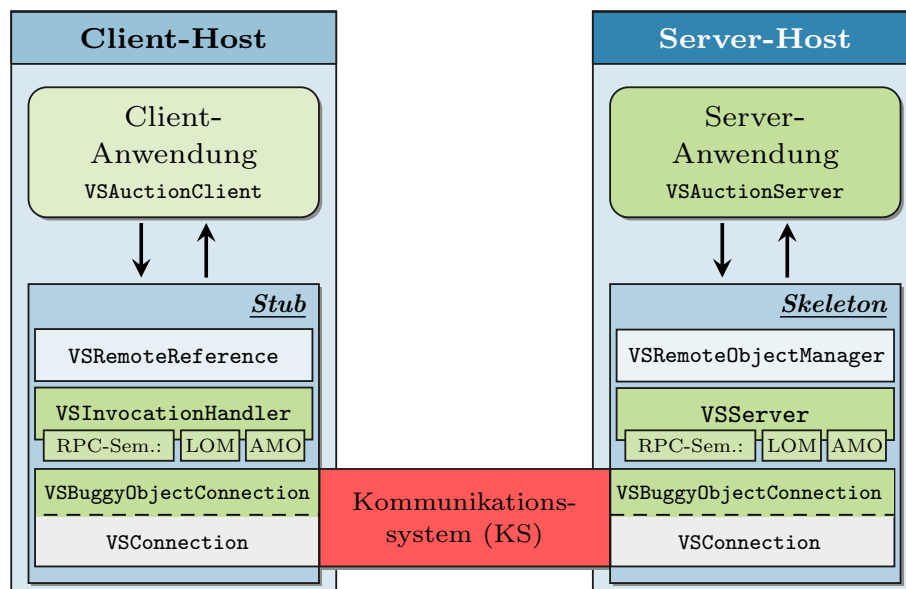 Client-Host
Client-
Anwendung
VSAuctionClient
Stub
VSRemoteReference
VSInvocationHandler
RPC-Sem.: LOM AMO
VSBuggyObjectConnection
VSConnection
Kommunikations-
system (KS)
Server-Host
Server-
Anwendung
VSAuctionServer
Skeleton
VSRemoteObjectManager
VSServer
RPC-Sem.: LOM AMO
VSBuggyObjectConnection
VSConnection